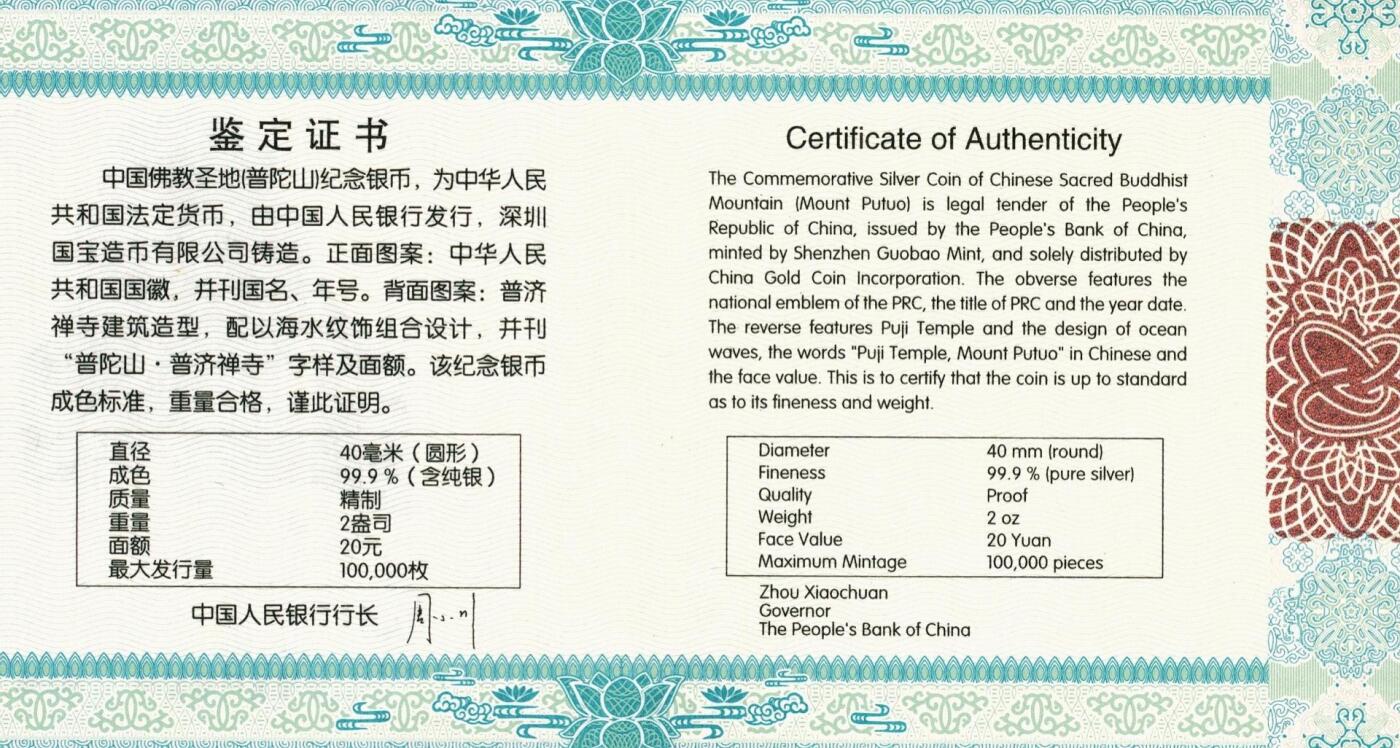 鉴定证书
中国佛教圣地(普陀山)纪念银币，为中华人民
共和国法定货币，由中国人民银行发行，深圳
国宝造币有限公司铸造。正面图案：中华人民
共和国国徽，并刊国名、年号。背面图案：普济
禅寺建筑造型，配以海水纹饰组合设计，并刊
“普陀山·普济禅寺”字样及面额。该纪念银币
成色标准，重量合格，谨此证明。
直径 40毫米（圆形）
成色 99.9 %（含纯银）
质量 精制
重量 2盎司
面额 20元
最大发行量 100,000枚
中国人民银行行长
Certificate of Authenticity
The Commemorative Silver Coin of Chinese Sacred Buddhist
Mountain (Mount Putuo) is legal tender of the People's
Republic of China, issued by the People's Bank of China,
minted by Shenzhen Guobao Mint, and solely distributed by
China Gold Coin Incorporation. The obverse features the
national emblem of the PRC, the title of PRC and the year date.
The reverse features Puji Temple and the design of ocean
waves, the words "Puji Temple, Mount Putuo" in Chinese and
the face value. This is to certify that the coin is up to standard
as to its fineness and weight.
Diameter 40 mm (round)
Fineness 99.9 % (pure silver)
Quality Proof
Weight 2 oz
Face Value 20 Yuan
Maximum Mintage 100,000 pieces
Zhou Xiaochuan
Governor
The People's Bank of China